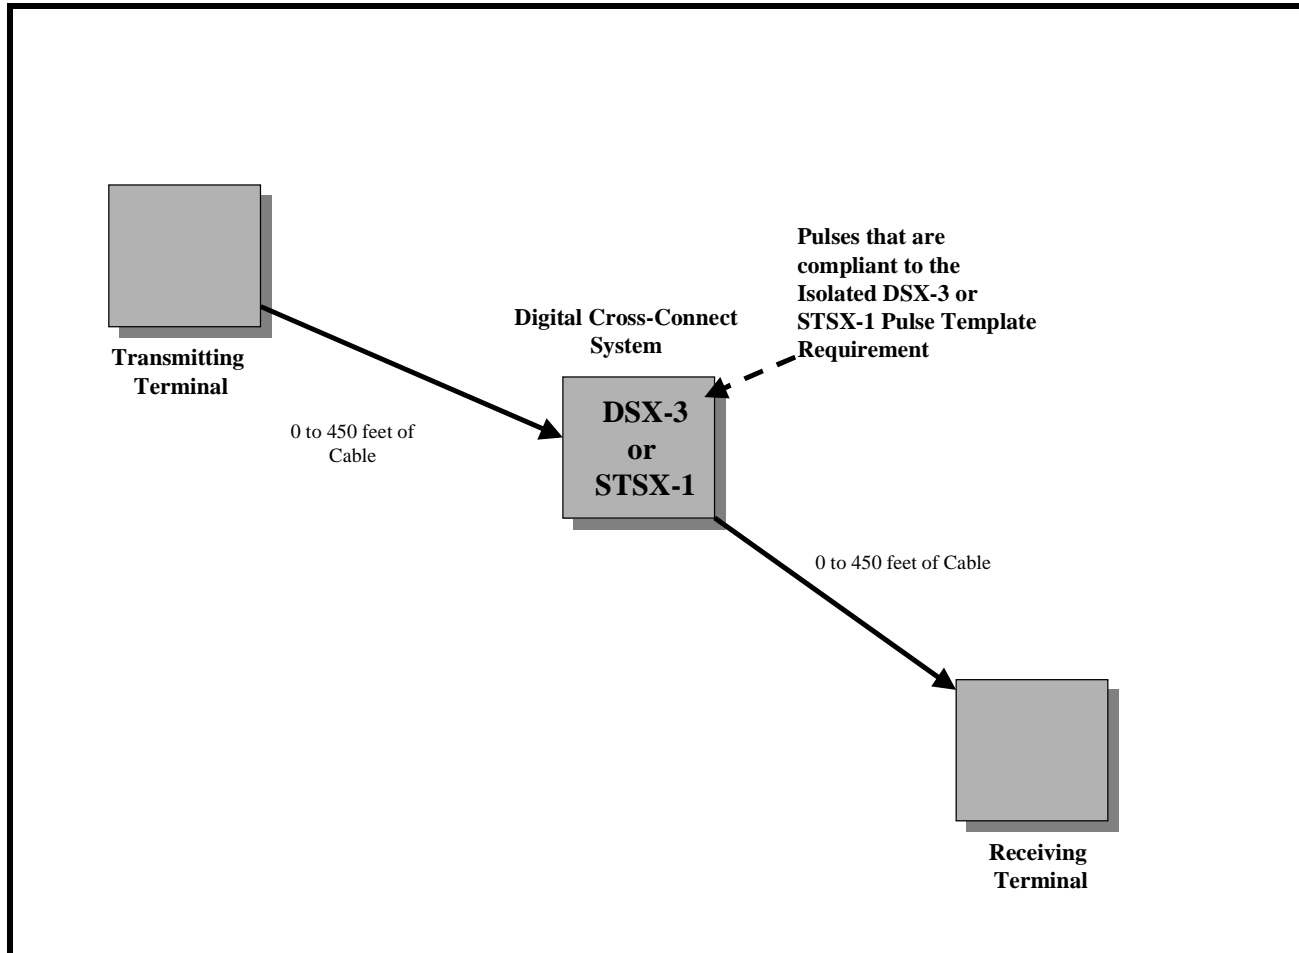 Pulses that are
compliant to the
Isolated DSX-3 or
STSX-1 Pulse Template
Requirement
Digital Cross-Connect
System
Transmitting
Terminal
DSX-3
or
STSX-1
0 to 450 feet of
Cable
0 to 450 feet of Cable
Receiving
Terminal